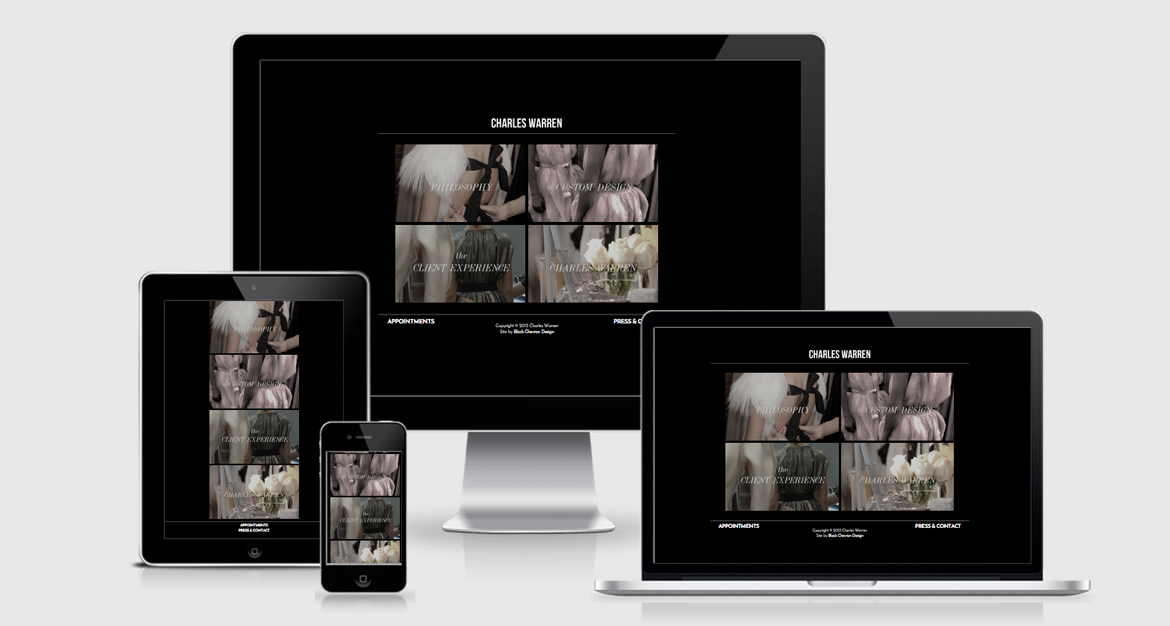 CHARLES WARREN
PHILOSOPHY
CUSTOM DESIGN
the
CLIENT EXPERIENCE
CHARLES WARREN
APPOINTMENTS
Copyright © 2013 Charles Warren
Site by Black Chevron Design
PRESS & C
PHILOSOPHY
CUSTOM DESIGN
the
CLIENT EXPERIENCE
CHARLES WARREN
APPOINTMENTS
PRESS & CONTACT
the
CLIENT EXPERIENCE
CHARLES WARREN
PHILOSOPHY
CUSTOM DESIGN
the
CLIENT EXPERIENCE
CHARLES WARREN
APPOINTMENTS
Copyright © 2013 Charles Warren
Site by Black Chevron Design
PRESS & CONTACT